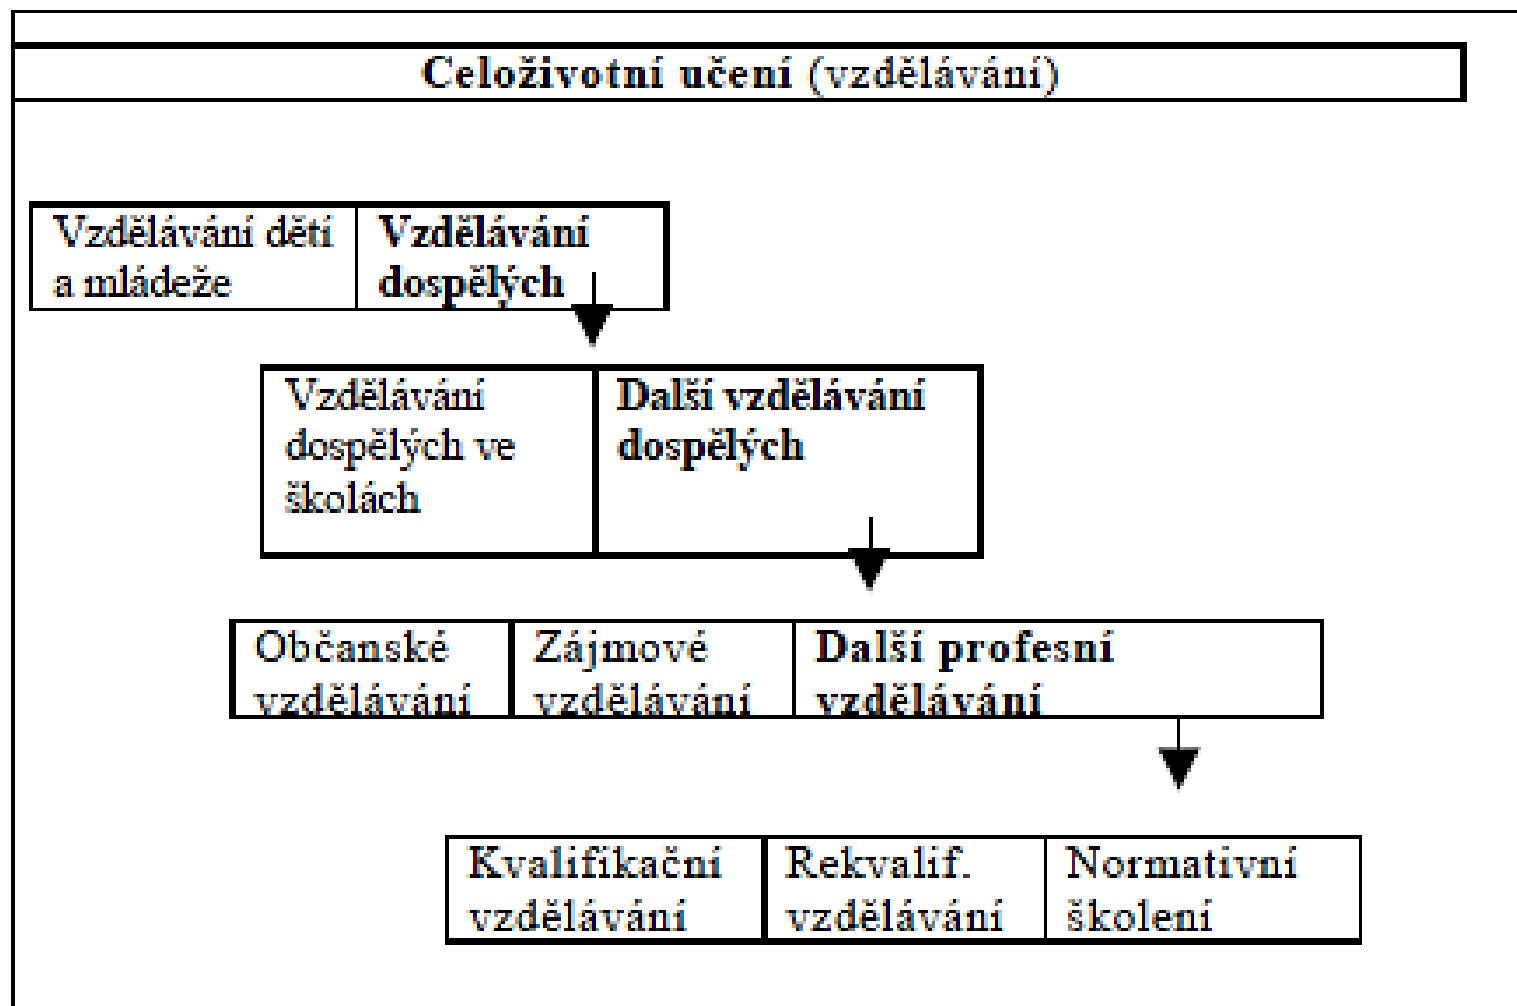 Celoživotní učení (vzdělávání)
Vzdělávání dětí
a mládeže
Vzdělávání
dospělých
Vzdělávání
dospělých ve
školách
Další vzdělávání
dospělých
Občanské
vzdělávání
Zájmové
vzdělávání
Další profesní
vzdělávání
Kvalifikační
vzdělávání
Rekvalif.
vzdělávání
Normativní
školení